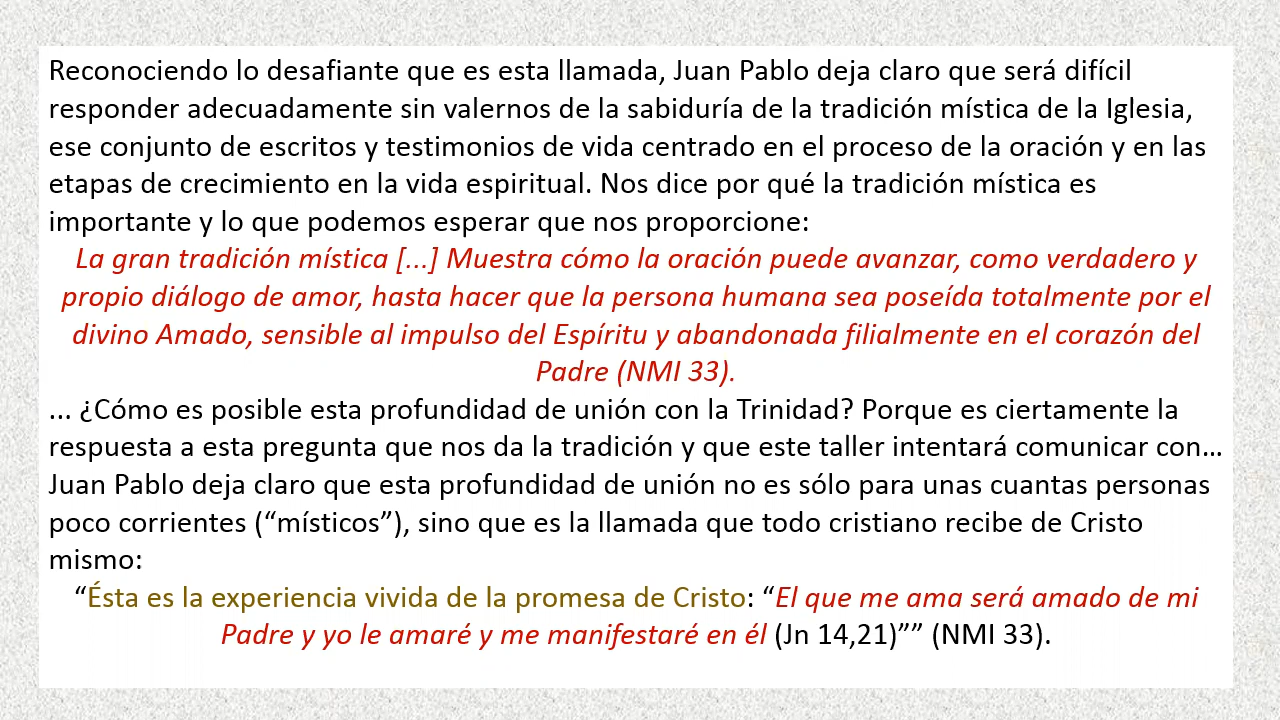 Reconociendo lo desafiante que es esta llamada, Juan Pablo deja claro que será difícil
responder adecuadamente sin valernos de la sabiduría de la tradición mística de la Iglesia,
ese conjunto de escritos y testimonios de vida centrado en el proceso de la oración y en las
etapas de crecimiento en la vida espiritual. Nos dice por qué la tradición mística es
importante y lo que podemos esperar que nos proporcione:
La gran tradición mística [...] Muestra cómo la oración puede avanzar, como verdadero y
propio diálogo de amor, hasta hacer que la persona humana sea poseída totalmente por el
divino Amado, sensible al impulso del Espíritu y abandonada filialmente en el corazón del
Padre (NMI 33).
... ¿Cómo es posible esta profundidad de unión con la Trinidad? Porque es ciertamente la
respuesta a esta pregunta que nos da la tradición y que este taller intentará comunicar con…
Juan Pablo deja claro que esta profundidad de unión no es sólo para unas cuantas personas
poco corrientes (“místicos”), sino que es la llamada que todo cristiano recibe de Cristo
mismo:
“Ésta es la experiencia vivida de la promesa de Cristo: “El que me ama será amado de mi
Padre y yo le amaré y me manifestaré en él (Jn 14,21)”” (NMI 33).